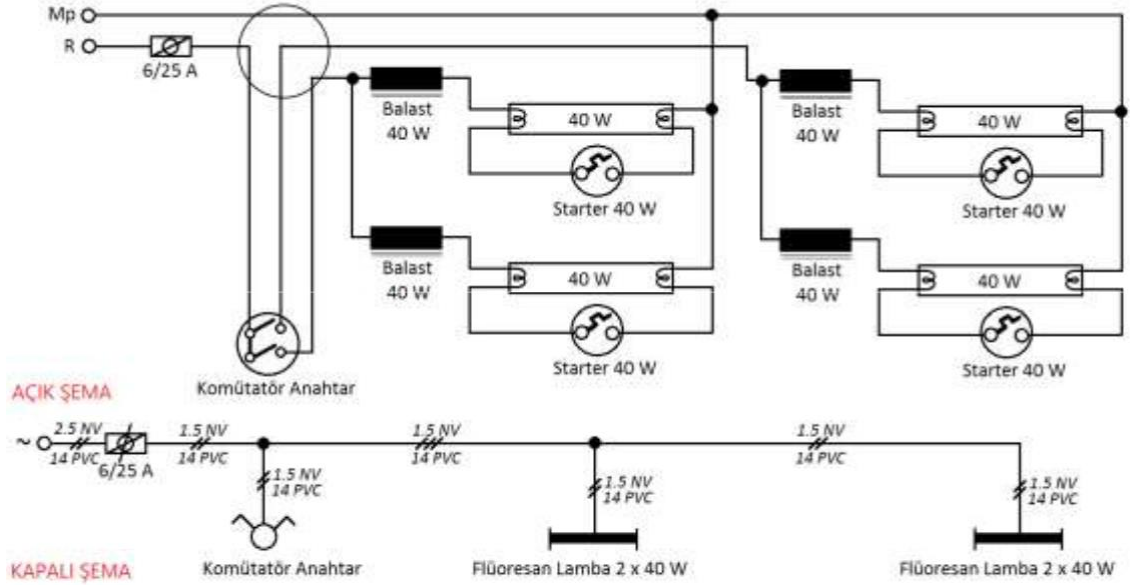 Mp
R
6/25 A
Balast
40 W
40 W
Starter 40 W
Balast
40 W
40 W
Starter 40 W
Balast
40 W
40 W
Starter 40 W
Balast
40 W
40 W
Starter 40 W
Komütatör Anahtar
AÇIK ŞEMA
~
2.5 NV
14 PVC
6/25 A
1.5 NV
14 PVC
1.5 NV
14 PVC
1.5 NV
14 PVC
1.5 NV
14 PVC
1.5 NV
14 PVC
1.5 NV
14 PVC
KAPALI ŞEMA
Komütatör Anahtar
Flüoresan Lamba 2 x 40 W
Flüoresan Lamba 2 x 40 W